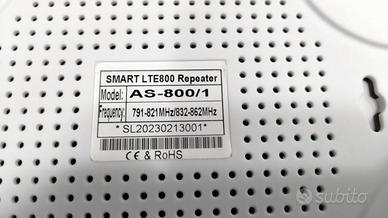 SMART LTE800 Repeater
Model: AS-800/1
Frequency: 791-821MHz/832-862MHz
*SL20230213001*
CE & RoHS
subito